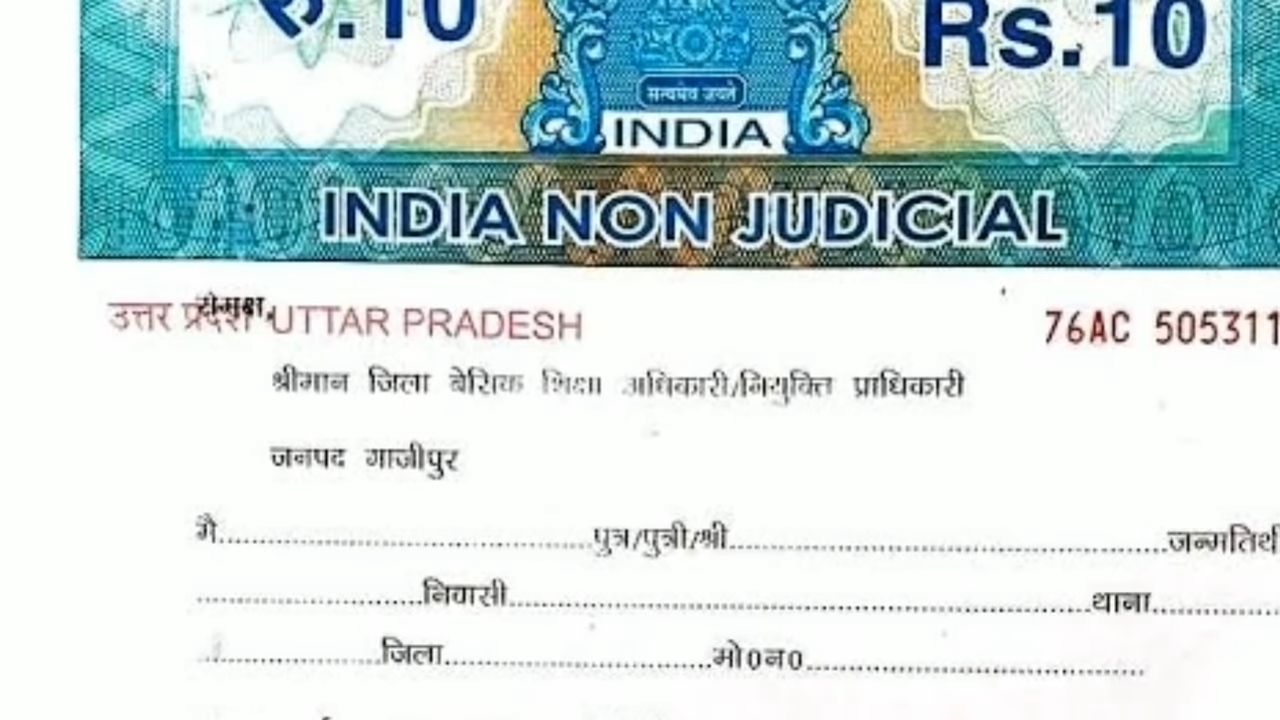 रु.10 Rs.10
सत्यमेव जयते
INDIA
INDIA NON JUDICIAL
समक्ष,
उत्तर प्रदेश UTTAR PRADESH 76AC 505311
श्रीमान जिला बेसिक शिक्षा अधिकारी/नियुक्ति प्राधिकारी
जनपद गाजीपुर
मै.............................................पुत्र/पुत्री/श्री.....................................................जन्मतिथि
...........................निवासी......................................................................थाना...............
.....................जिला................................मो0न0.........................................